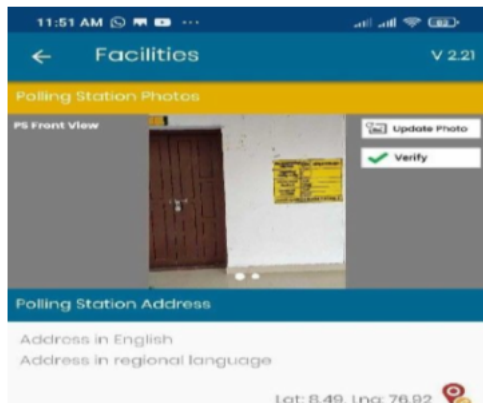 11:51 AM
Facilities
V 2.21
Polling Station Photos
PS Front View
Update Photo
Verify
Polling Station Address
Address in English
Address in regional language
Lat: 8.49, Lng: 76.92